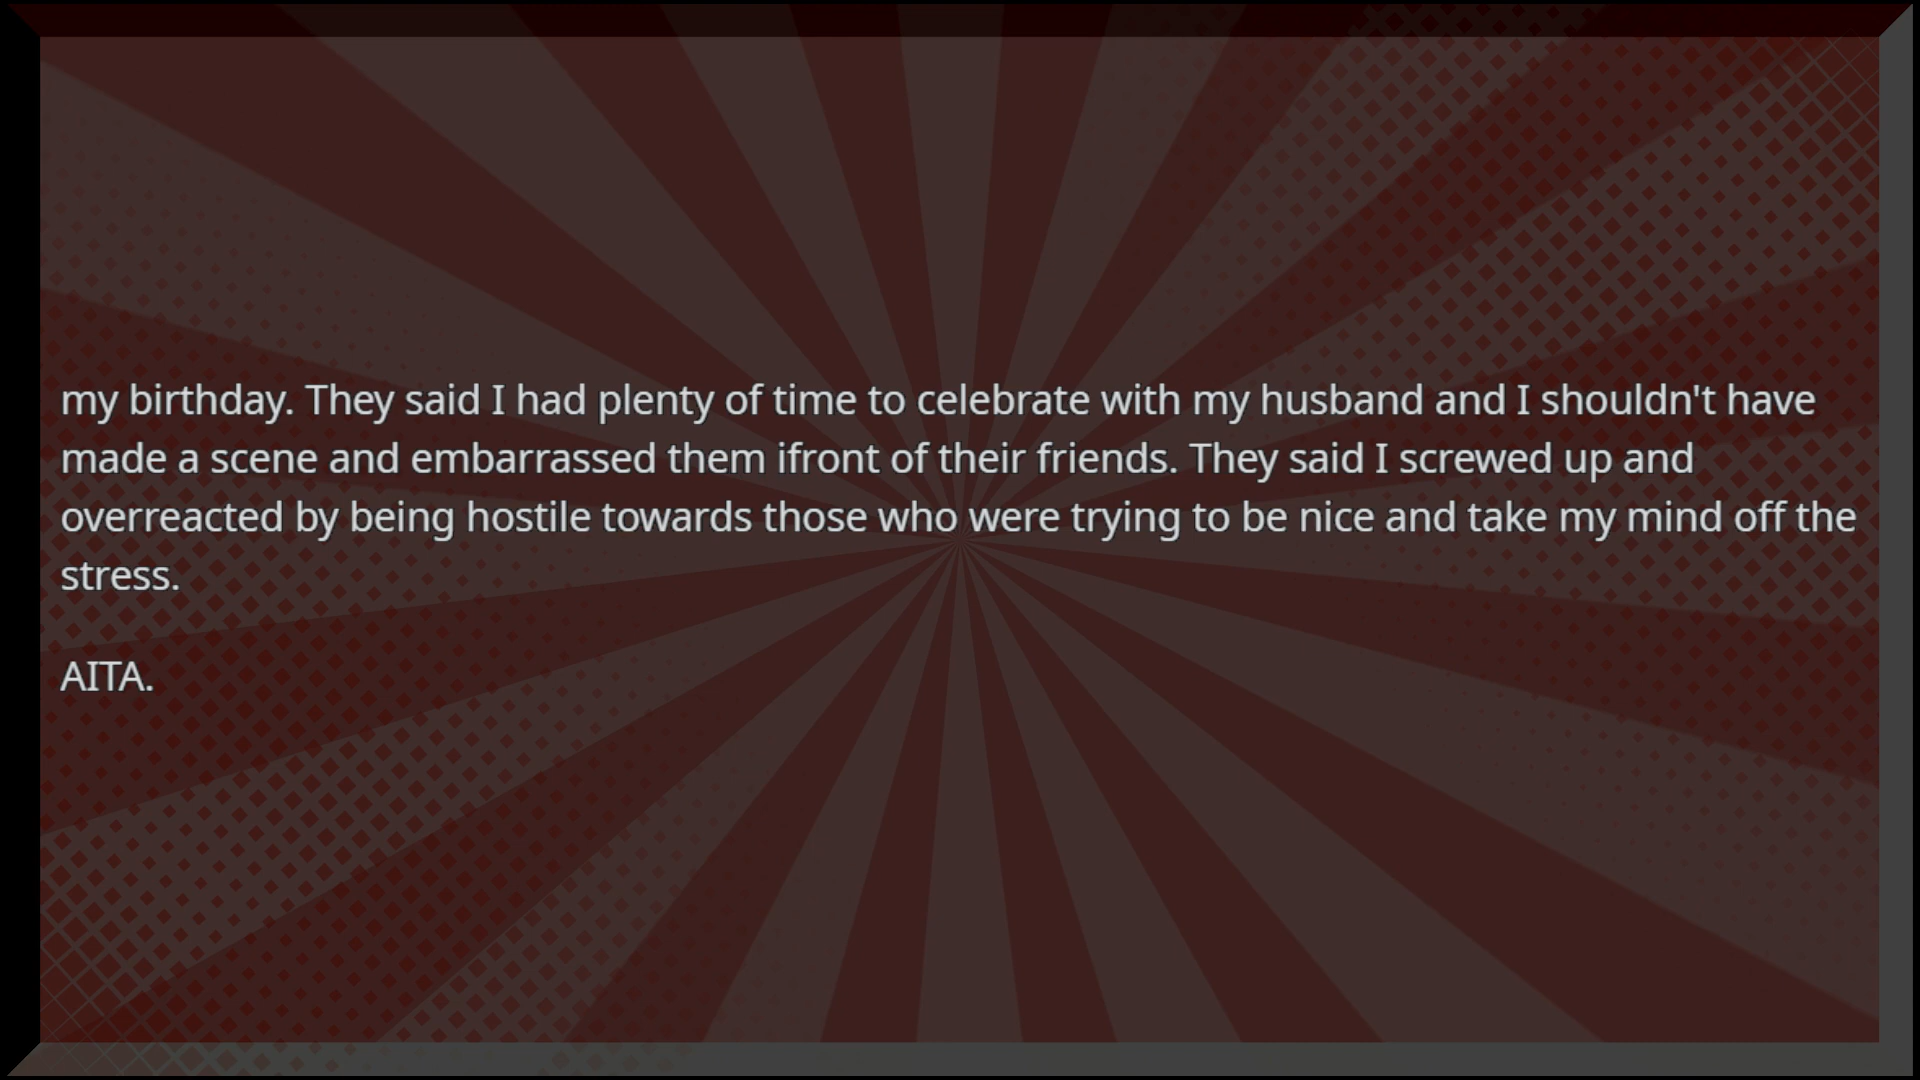 my birthday. They said I had plenty of time to celebrate with my husband and I shouldn't have
made a scene and embarrassed them ifront of their friends. They said I screwed up and
overreacted by being hostile towards those who were trying to be nice and take my mind off the
stress.
AITA.